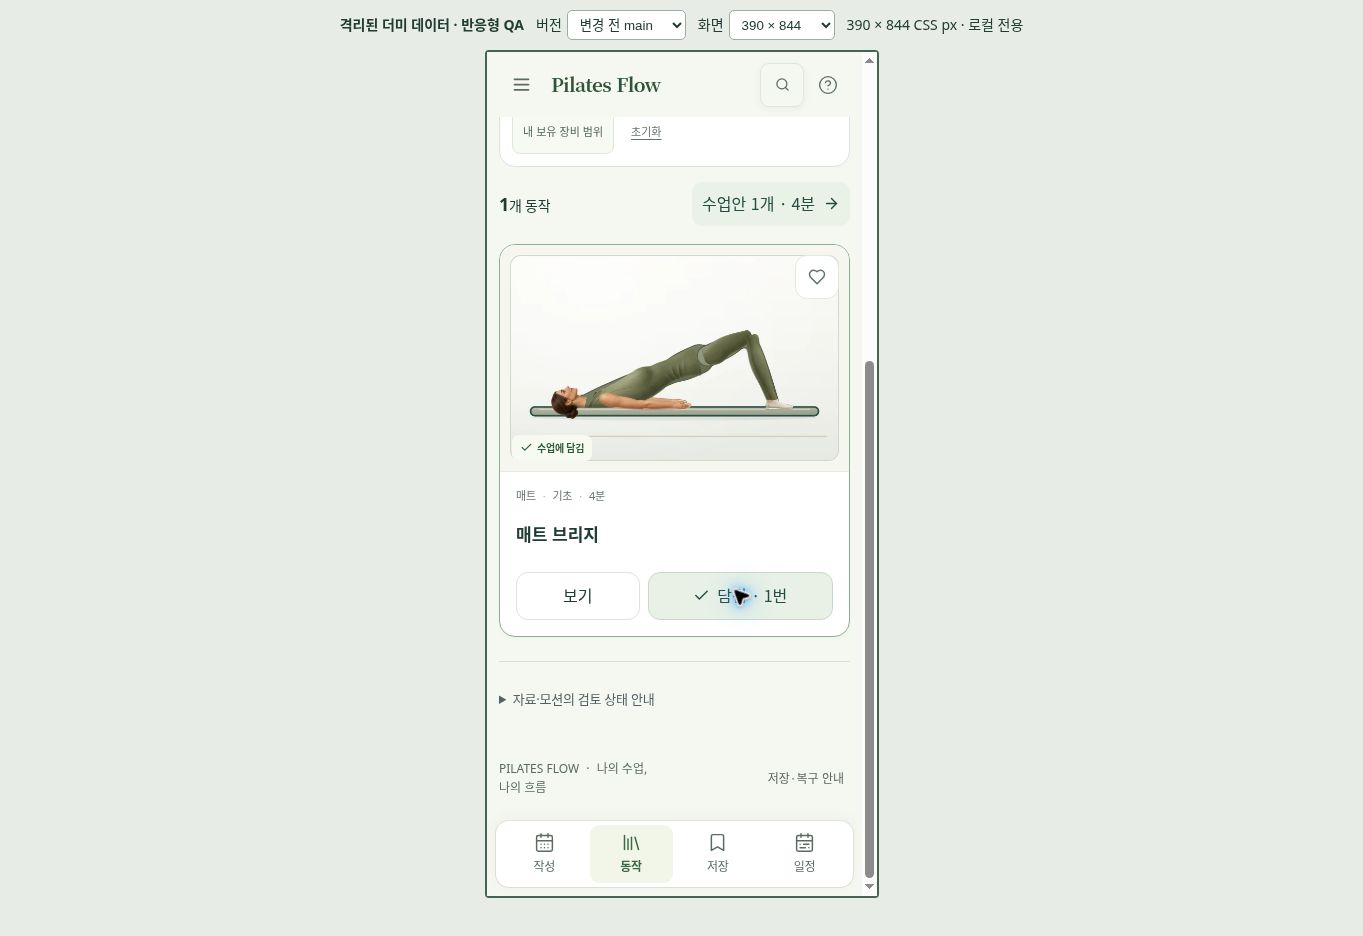 격리된 더미 데이터 · 반응형 QA 버전 변경 전 main 화면 390 × 844 390 × 844 CSS px · 로컬 전용
Pilates Flow
내 보유 장비 범위 초기화
1개 동작 수업안 1개 · 4분
수업에 담김
매트 · 기초 · 4분
매트 브리지
보기 · 1번
자료·모션의 검토 상태 안내
PILATES FLOW · 나의 수업,
나의 흐름
저장·복구 안내
작성 동작 저장 일정